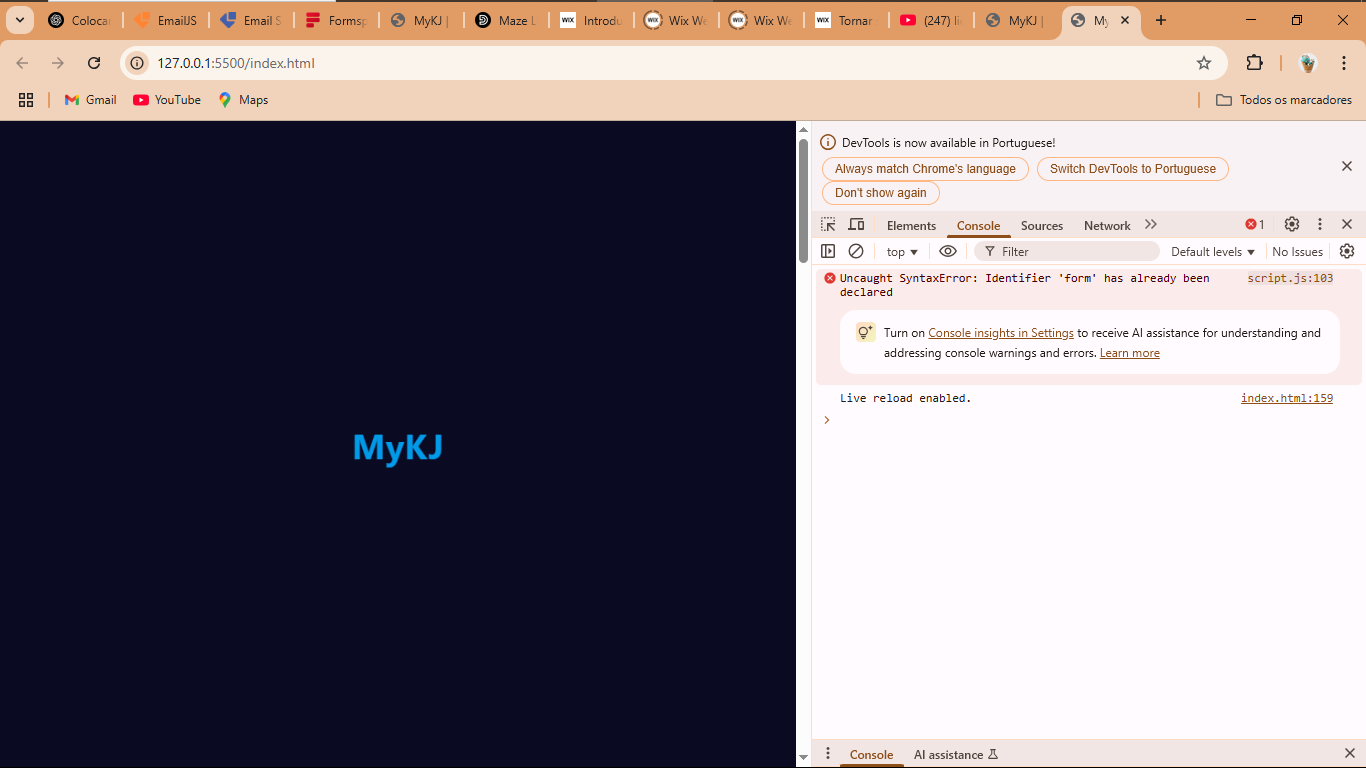 Colocar
EmailJS
Email S
Formsp
MyKJ |
Maze L
Introdu
Wix We
Wix We
Tornar
(247) li
MyKJ |
My
127.0.0.1:5500/index.html
Gmail
YouTube
Maps
Todos os marcadores
MyKJ
DevTools is now available in Portuguese!
Always match Chrome's language
Switch DevTools to Portuguese
Don't show again
Elements
Console
Sources
Network
1
top
Filter
Default levels
No Issues
Uncaught SyntaxError: Identifier 'form' has already been script.js:103
declared
Turn on Console insights in Settings to receive AI assistance for understanding and
addressing console warnings and errors. Learn more
Live reload enabled. index.html:159
Console
AI assistance